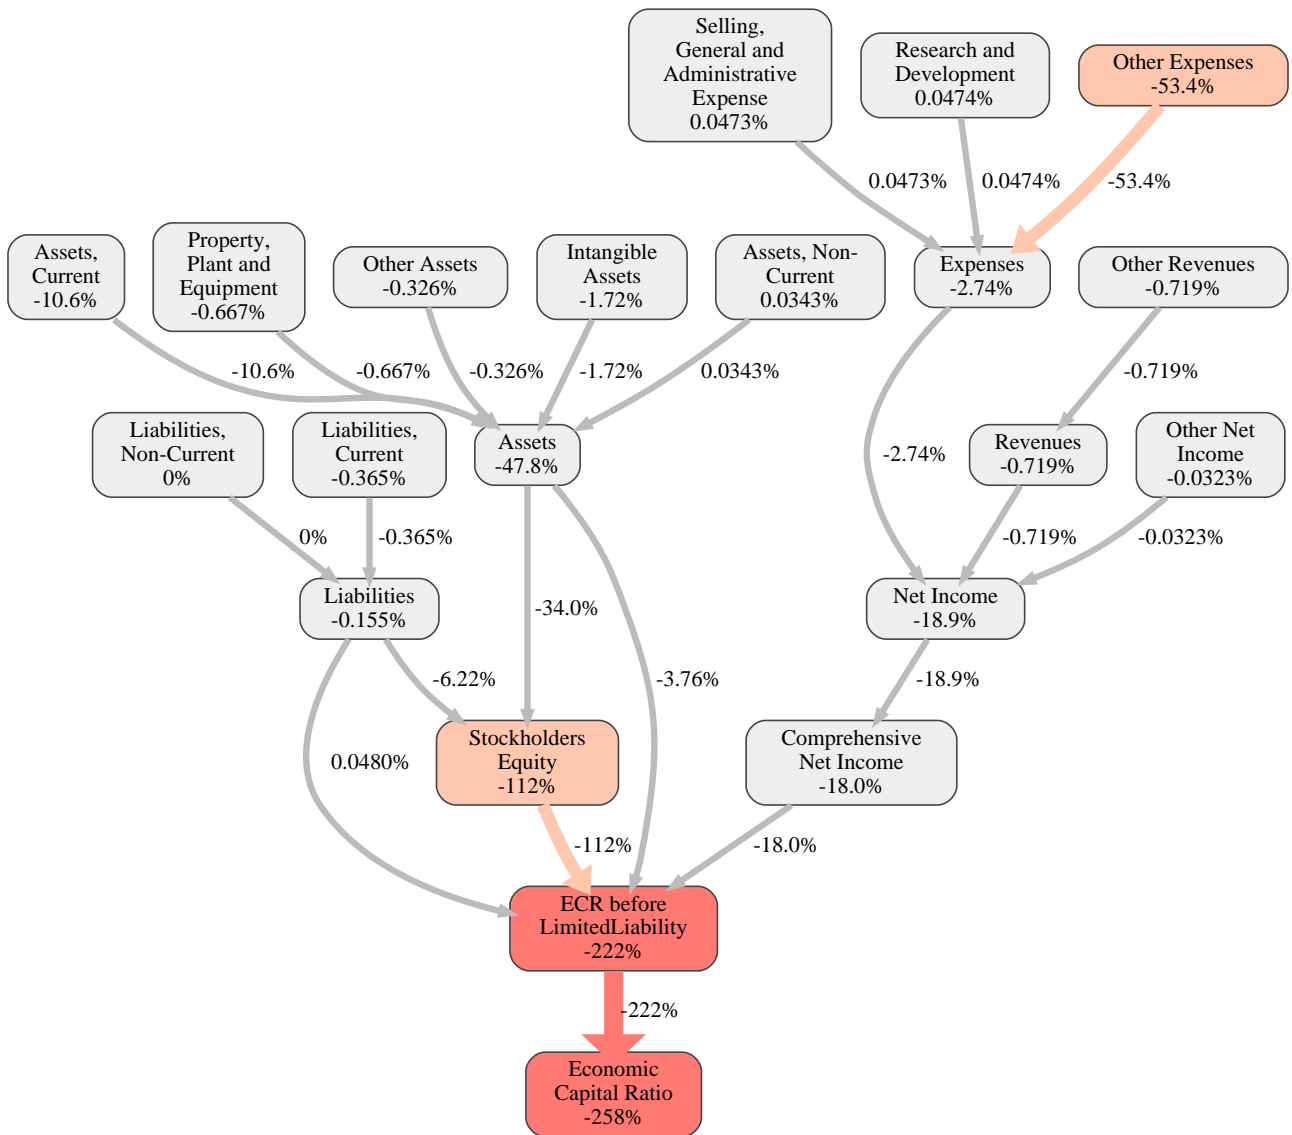 Selling,
General and
Administrative
Expense
0.0473%
Research and
Development
0.0474%
Other Expenses
-53.4%
0.0473%
0.0474%
-53.4%
Assets,
Current
-10.6%
Property,
Plant and
Equipment
-0.667%
Other Assets
-0.326%
Intangible
Assets
-1.72%
Assets, Non-
Current
0.0343%
Expenses
-2.74%
Other Revenues
-0.719%
-10.6%
-0.667%
-0.326%
-1.72%
0.0343%
-0.719%
Liabilities,
Non-Current
0%
Liabilities,
Current
-0.365%
Assets
-47.8%
-2.74%
Revenues
-0.719%
Other Net
Income
-0.0323%
0%
-0.365%
-0.719%
-0.0323%
Liabilities
-0.155%
-34.0%
Net Income
-18.9%
-6.22%
-3.76%
-18.9%
0.0480%
Stockholders
Equity
-112%
Comprehensive
Net Income
-18.0%
-112%
-18.0%
ECR before
LimitedLiability
-222%
-222%
Economic
Capital Ratio
-258%